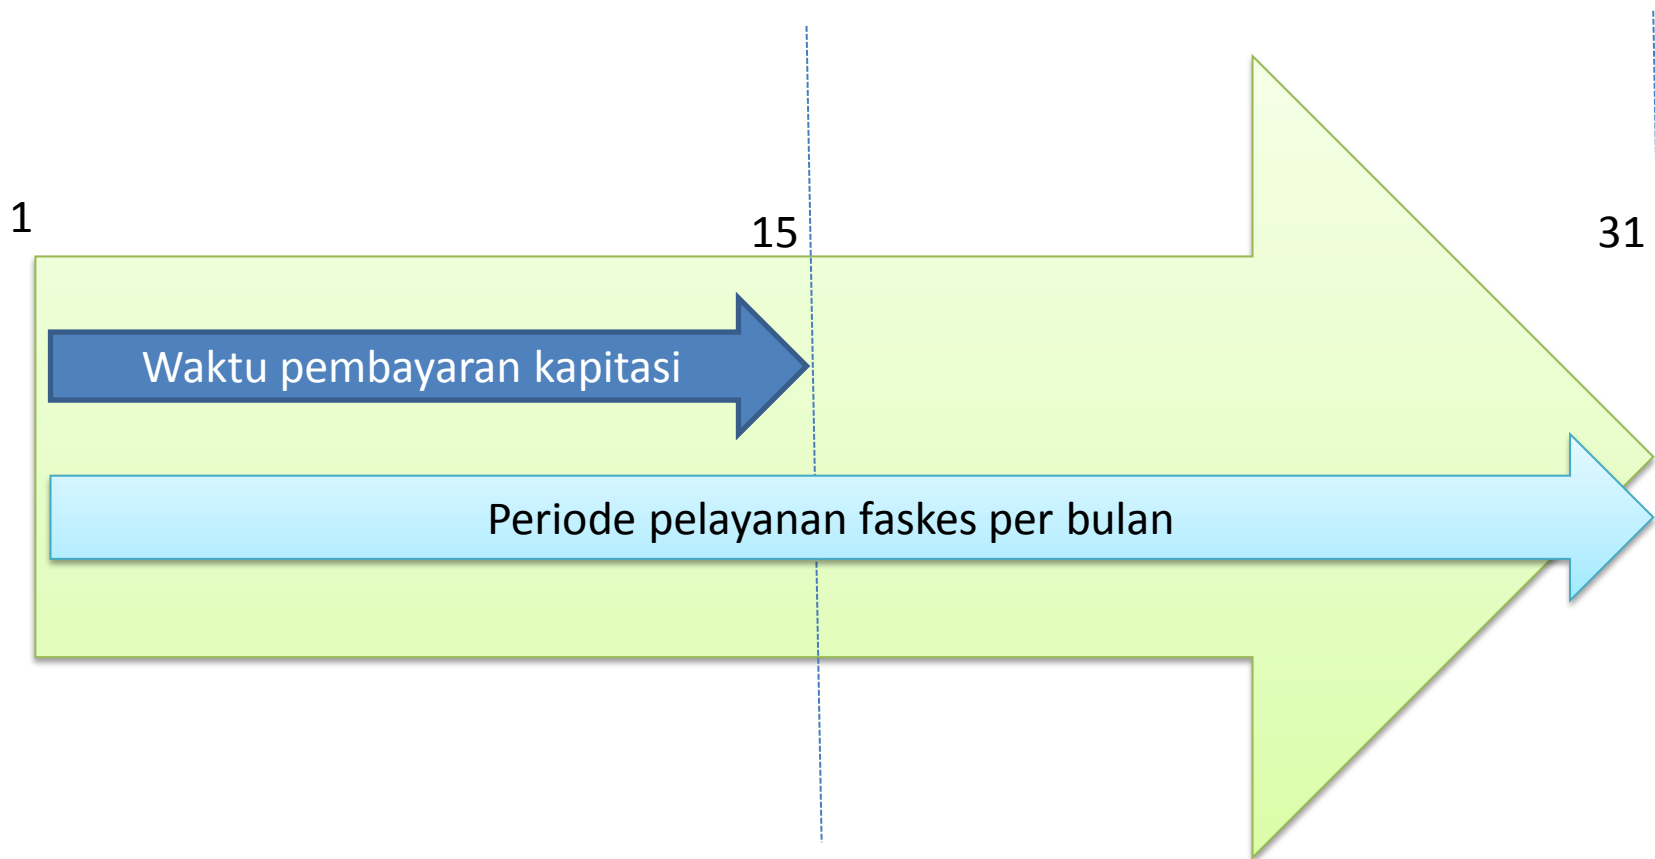 1
15
31
Waktu pembayaran kapitasi
Periode pelayanan faskes per bulan